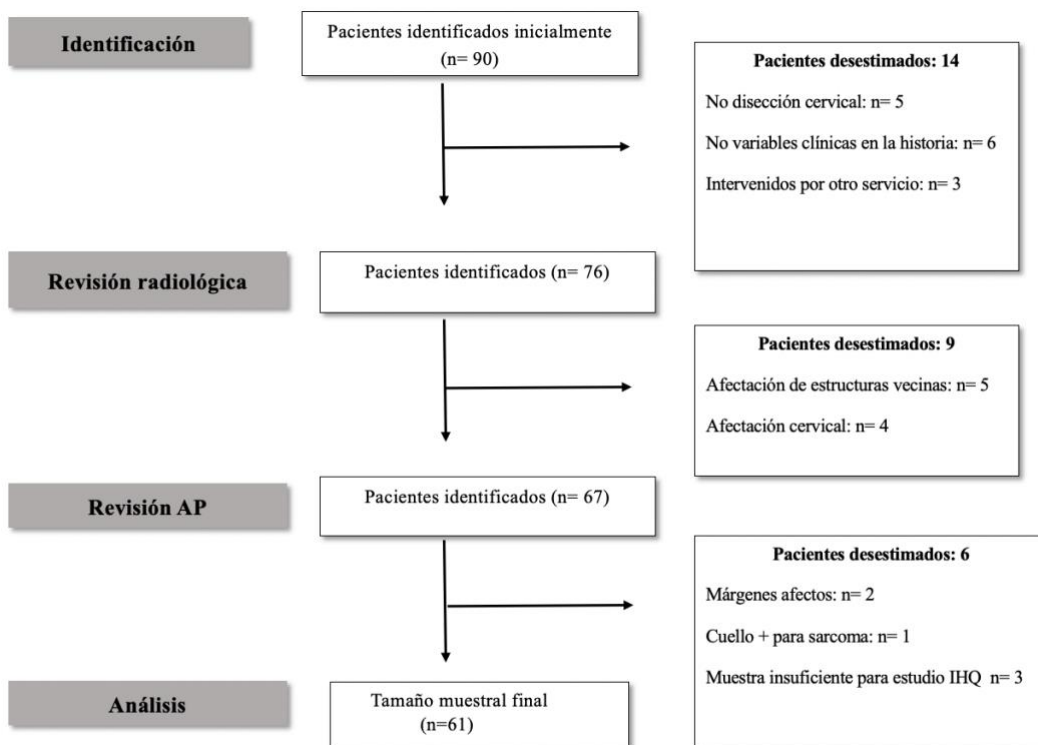 Identificación
Pacientes identificados inicialmente
(n= 90)
Pacientes desestimados: 14
No disección cervical: n= 5
No variables clínicas en la historia: n= 6
Intervenidos por otro servicio: n= 3
Revisión radiológica
Pacientes identificados (n= 76)
Pacientes desestimados: 9
Afectación de estructuras vecinas: n= 5
Afectación cervical: n= 4
Revisión AP
Pacientes identificados (n= 67)
Pacientes desestimados: 6
Márgenes afectos: n= 2
Cuello + para sarcoma: n= 1
Muestra insuficiente para estudio IHQ n= 3
Análisis
Tamaño muestral final
(n=61)